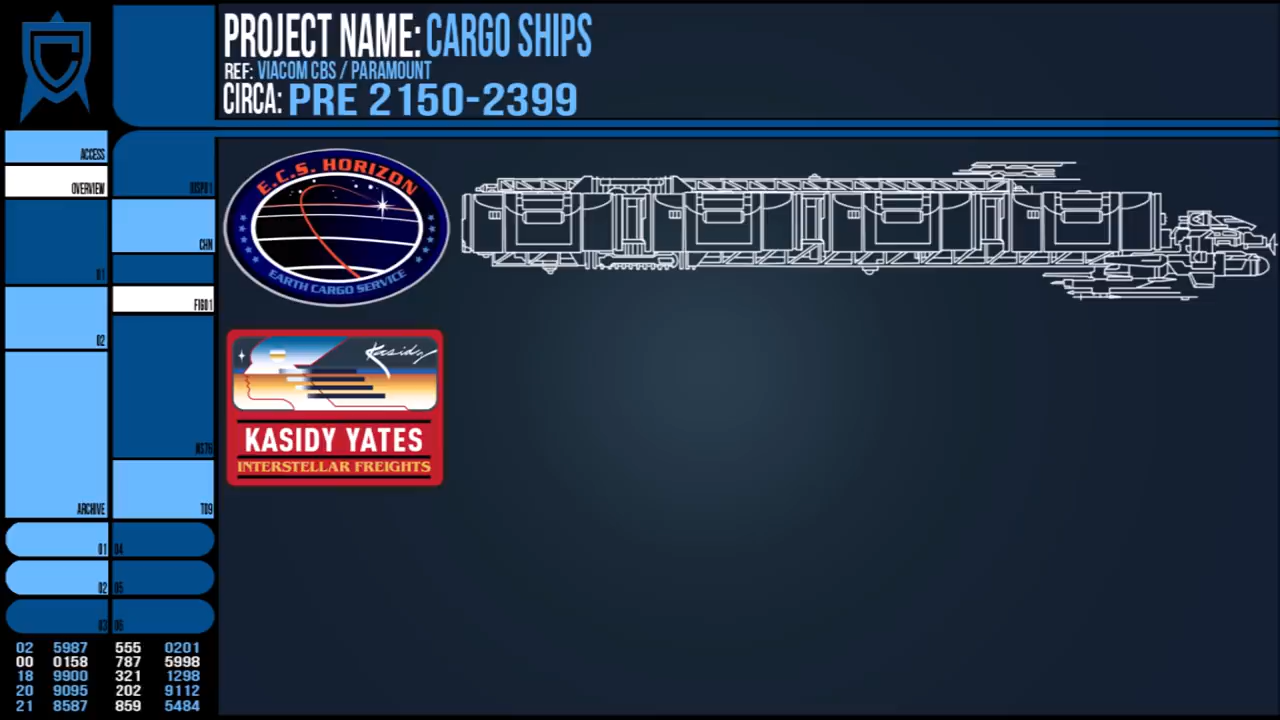 PROJECT NAME: CARGO SHIPS
REF: VIACOM CBS / PARAMOUNT
CIRCA: PRE 2150-2399
ACCESS
OVERVIEW
01
02
ARCHIVE
01
02
03
CHN
FIG01
T09
04
05
06
E.C.S. HORIZON
EARTH CARGO SERVICE
Kasidy
KASIDY YATES
INTERSTELLAR FREIGHTS
02 5987 555 0201
00 0158 787 5998
18 9900 321 1298
20 9095 202 9112
21 8587 859 5484